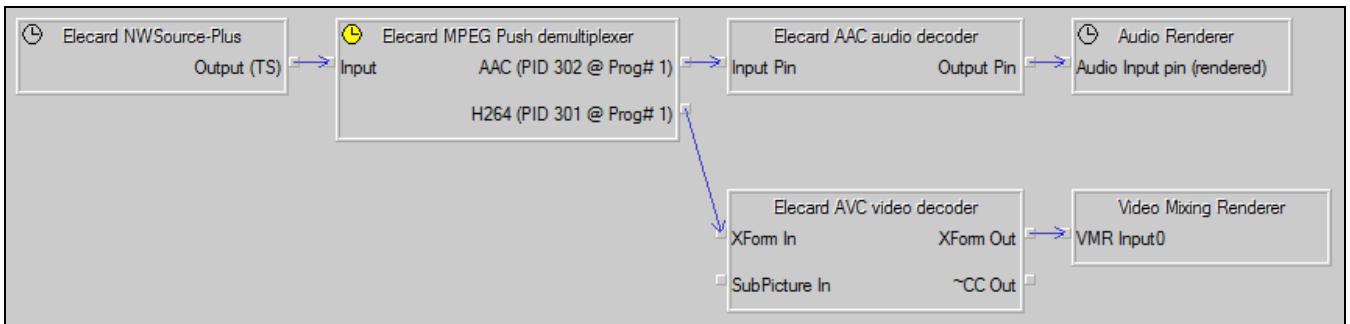 Elecard NWSource-Plus
Output (TS)
Elecard MPEG Push demultiplexer
Input AAC (PID 302 @ Prog# 1)
H264 (PID 301 @ Prog# 1)
Elecard AAC audio decoder
Input Pin Output Pin
Audio Renderer
Audio Input pin (rendered)
Elecard AVC video decoder
XForm In XForm Out
SubPicture In ~CC Out
Video Mixing Renderer
VMR Input0